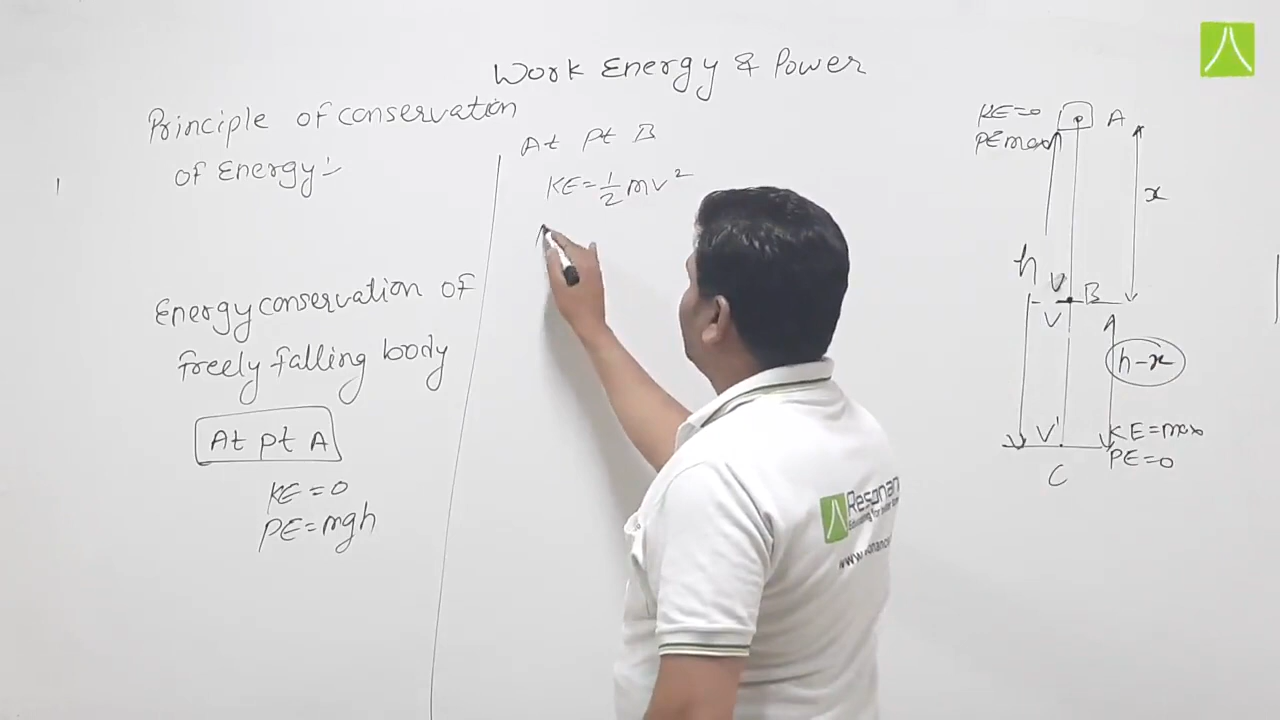 Work Energy & Power
Principle of conservation
of Energy:-
Energy conservation of
freely falling body
At pt A
KE=0
PE=mgh
At pt B
KE=1/2 mv²
KE=0
PE max
A
x
h
V
B
V
h-x
V'
KE=max
PE=0
C
Resonan